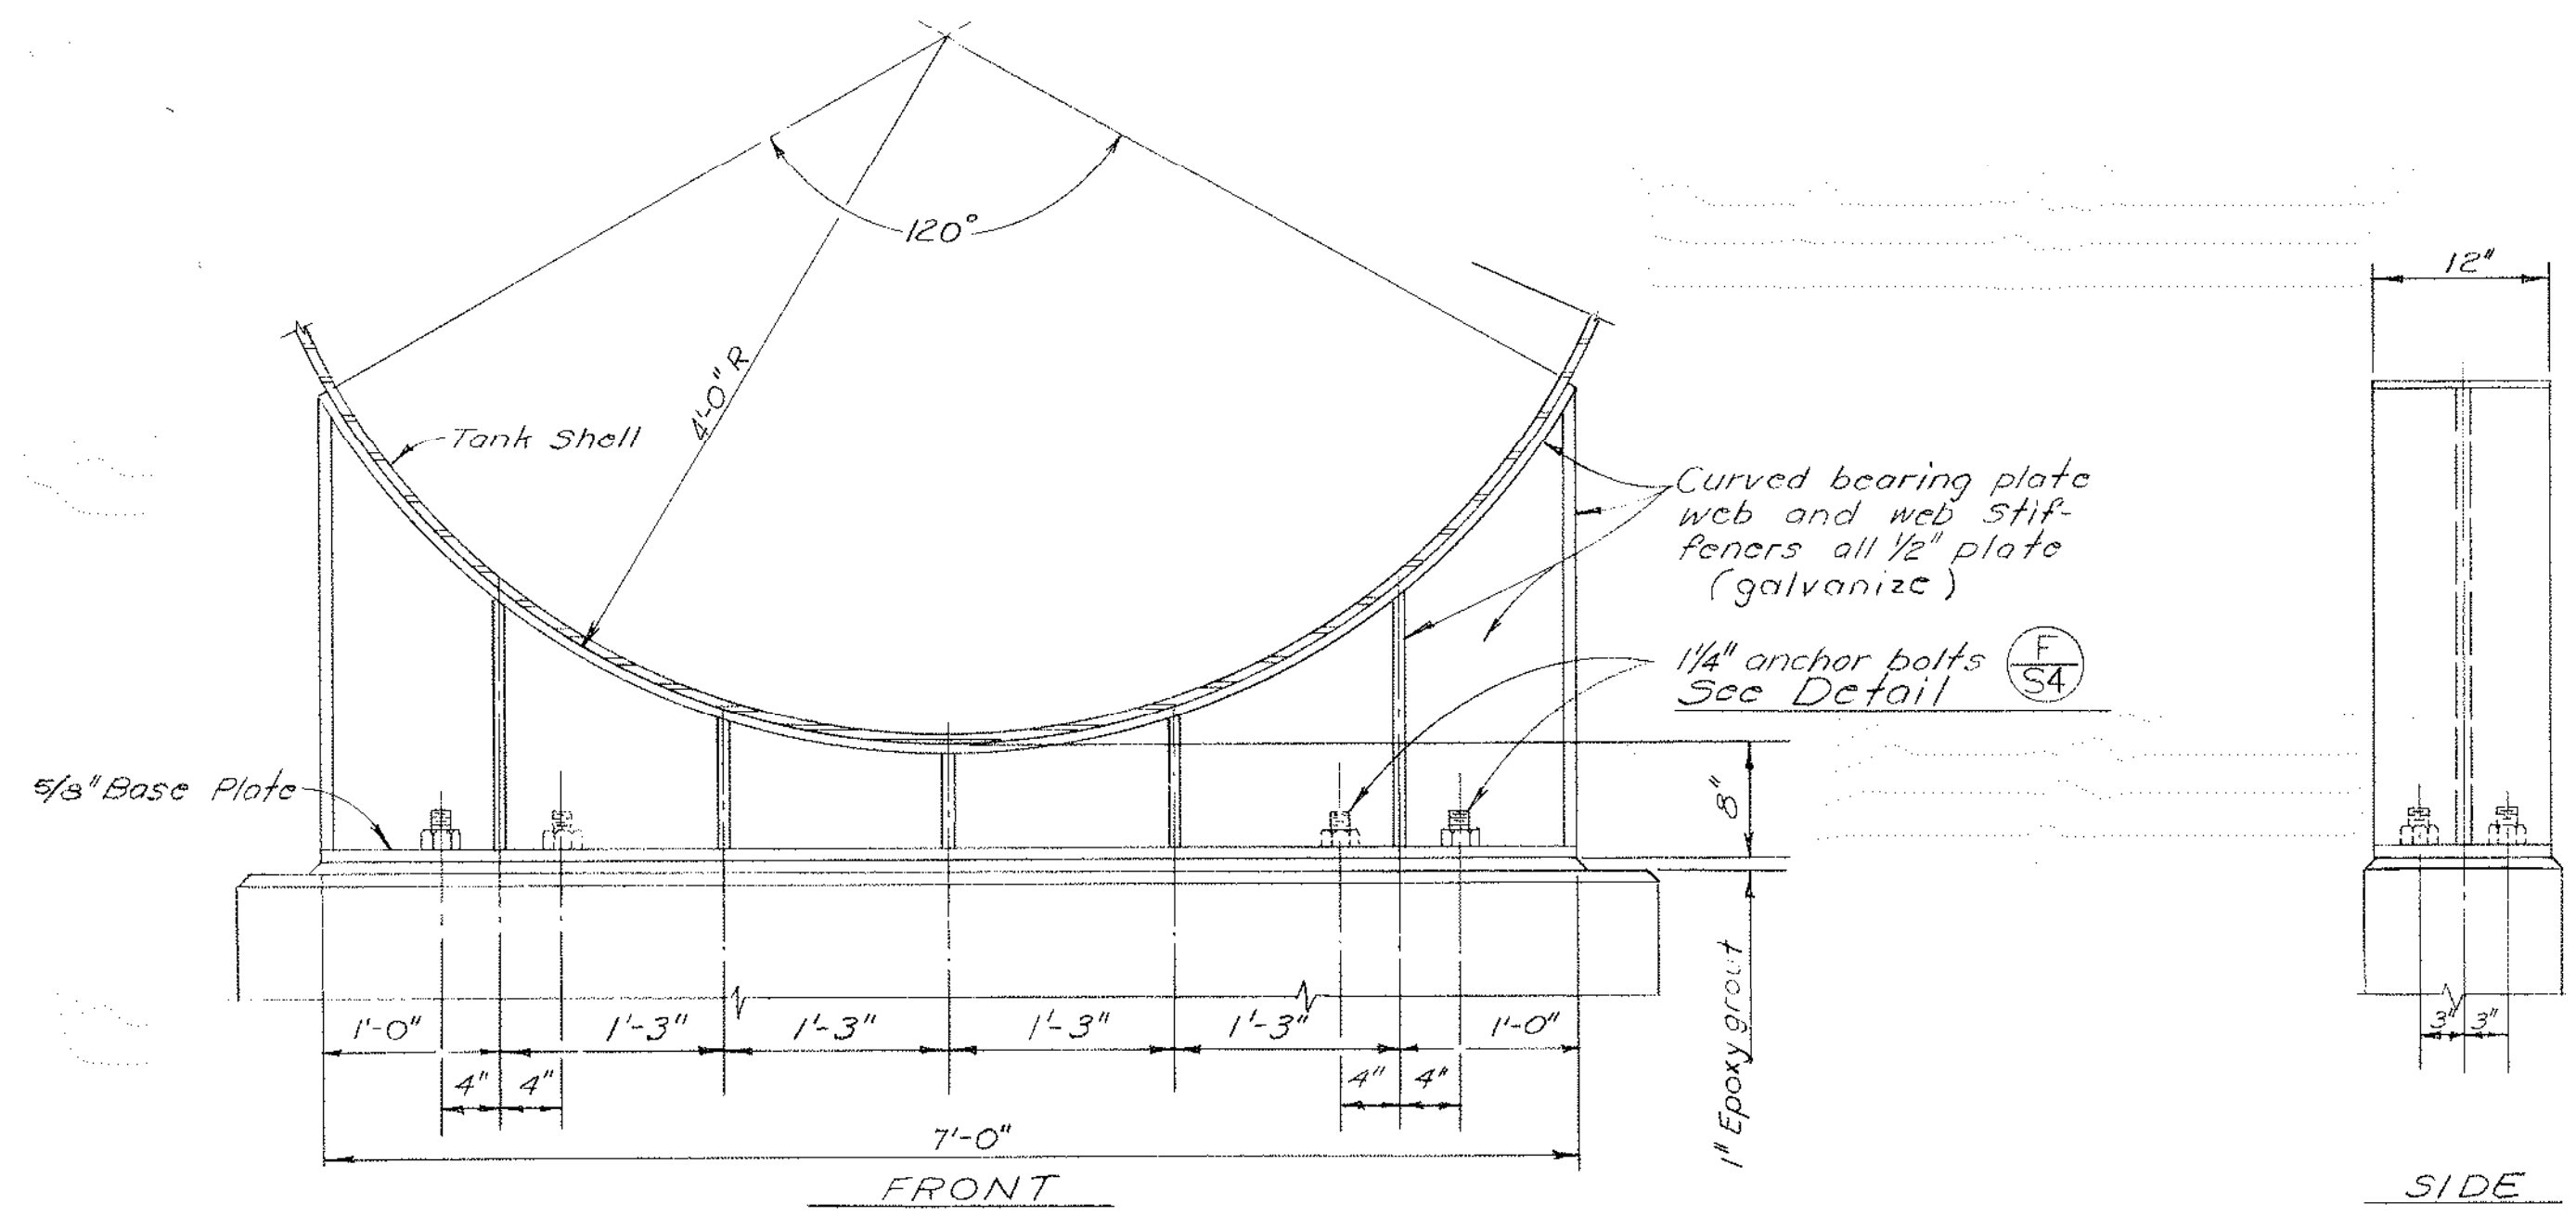 120°
12"
4'-0" R
Tank Shell
Curved bearing plate
web and web stif-
feners all 1/2" plate
(galvanize)
1 1/4" anchor bolts
See Detail
F
S4
5/8" Base Plate
8"
1" Epoxy grout
1'-0"
1'-3"
1'-3"
1'-3"
1'-3"
1'-0"
4"
4"
4"
4"
7'-0"
3"
3"
FRONT
SIDE